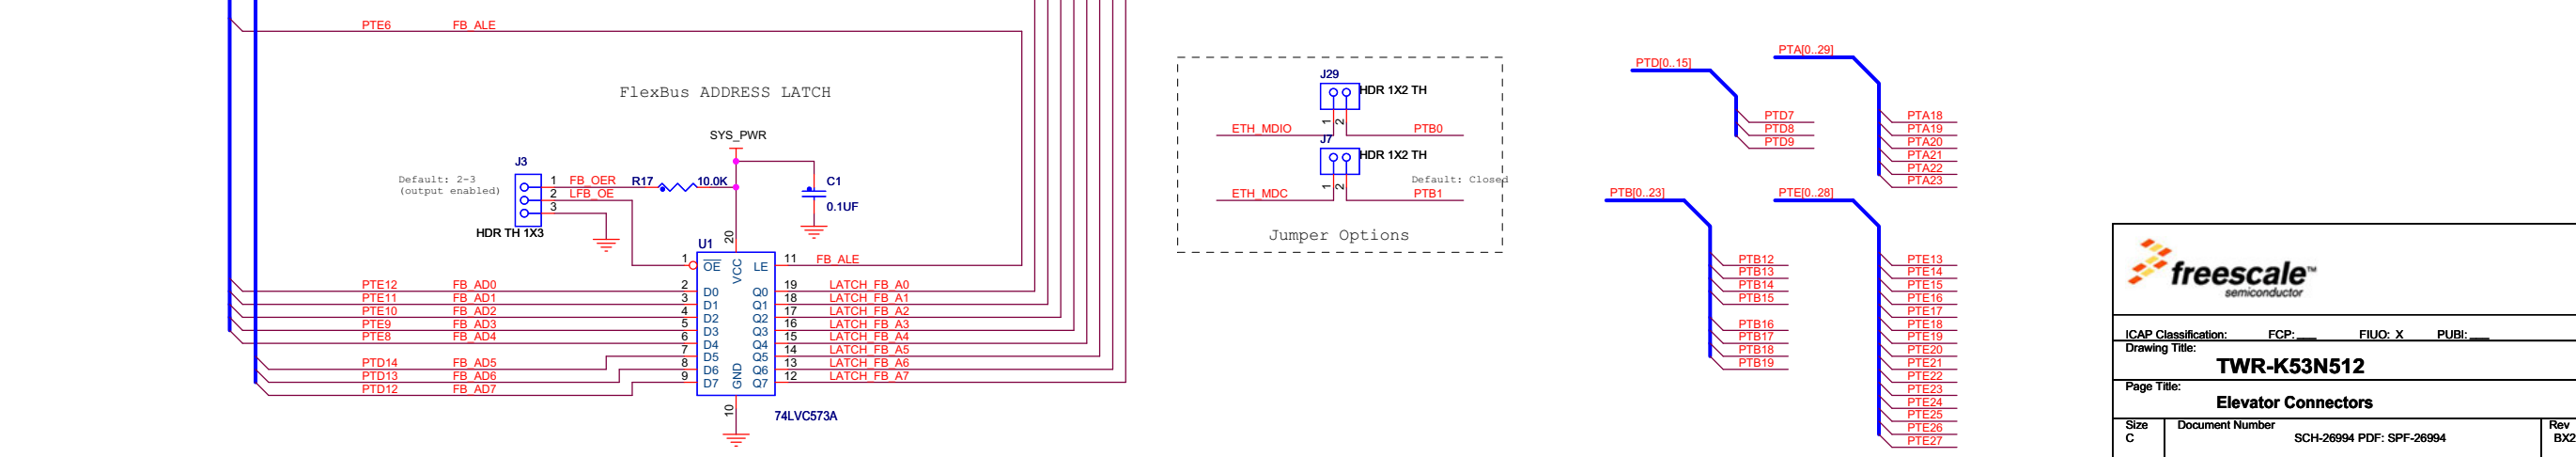 PTE6 FB_ALE
FlexBus ADDRESS LATCH
SYS_PWR
Default: 2-3
(output enabled)
J3
1 FB_OER R17 10.0K
2 LFB_OE
3
HDR TH 1X3
C1
0.1UF
U1
20
1 OE VCC LE 11 FB_ALE
PTE12 FB_AD0 2 D0 Q0 19 LATCH_FB_A0
PTE11 FB_AD1 3 D1 Q1 18 LATCH_FB_A1
PTE10 FB_AD2 4 D2 Q2 17 LATCH_FB_A2
PTE9 FB_AD3 5 D3 Q3 16 LATCH_FB_A3
PTE8 FB_AD4 6 D4 Q4 15 LATCH_FB_A4
PTD14 FB_AD5 7 D5 Q5 14 LATCH_FB_A5
PTD13 FB_AD6 8 D6 Q6 13 LATCH_FB_A6
PTD12 FB_AD7 9 D7 GND Q7 12 LATCH_FB_A7
10
74LVC573A
J29
HDR 1X2 TH
1 2
ETH_MDIO PTB0
J7
HDR 1X2 TH
Default: Closed
1 2
ETH_MDC PTB1
Jumper Options
PTD[0..15]
PTD7
PTD8
PTD9
PTA[0..29]
PTA18
PTA19
PTA20
PTA21
PTA22
PTA23
PTB[0..23]
PTB12
PTB13
PTB14
PTB15
PTB16
PTB17
PTB18
PTB19
PTE[0..28]
PTE13
PTE14
PTE15
PTE16
PTE17
PTE18
PTE19
PTE20
PTE21
PTE22
PTE23
PTE24
PTE25
PTE26
PTE27
freescale™
semiconductor
ICAP Classification: FCP: ___ FIUO: X PUBI: ___
Drawing Title:
TWR-K53N512
Page Title:
Elevator Connectors
Size Document Number Rev
C SCH-26994 PDF: SPF-26994 BX2